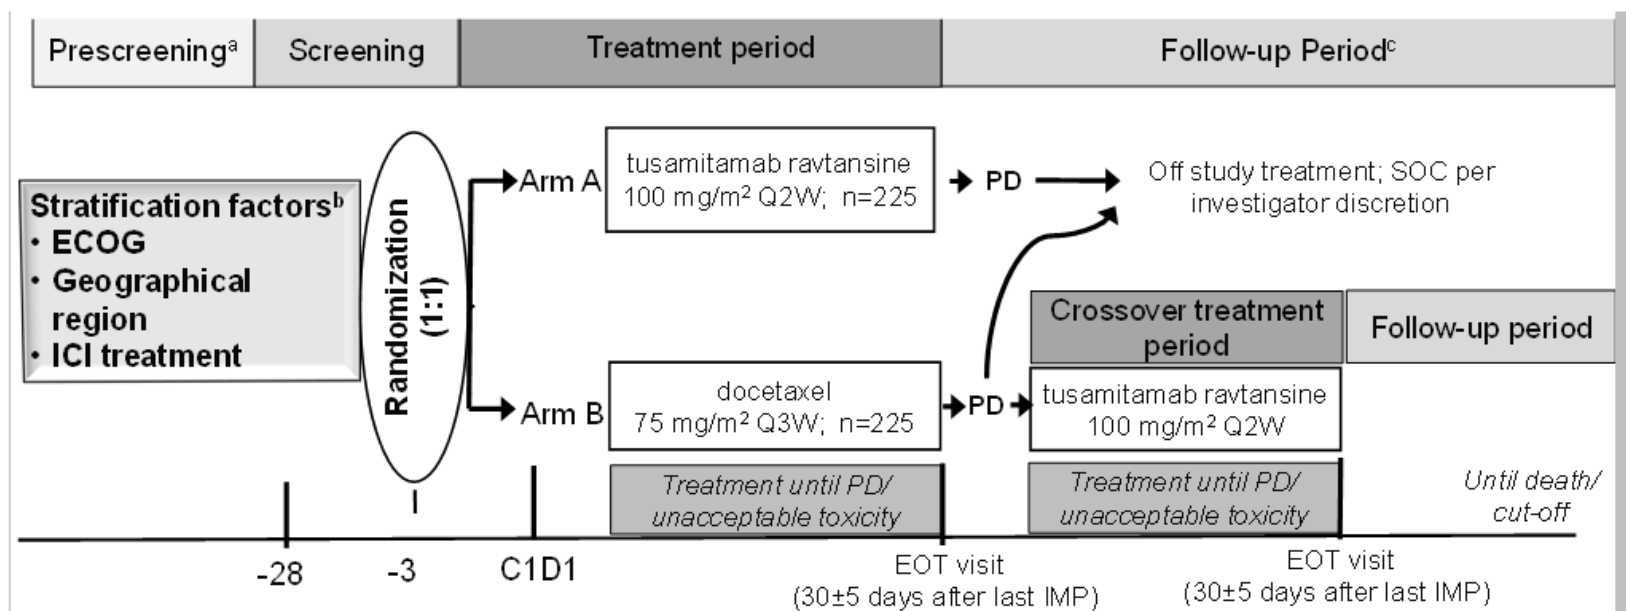 Prescreeningᵃ
Screening
Treatment period
Follow-up Periodᶜ
Stratification factorsᵇ
• ECOG
• Geographical
region
• ICI treatment
Randomization
(1:1)
Arm A
tusamitamab ravtansine
100 mg/m² Q2W; n=225
PD
Off study treatment; SOC per
investigator discretion
Arm B
docetaxel
75 mg/m² Q3W; n=225
PD
Crossover treatment
period
Follow-up period
tusamitamab ravtansine
100 mg/m² Q2W
Treatment until PD/
unacceptable toxicity
Treatment until PD/
unacceptable toxicity
Until death/
cut-off
-28
-3
C1D1
EOT visit
(30±5 days after last IMP)
EOT visit
(30±5 days after last IMP)